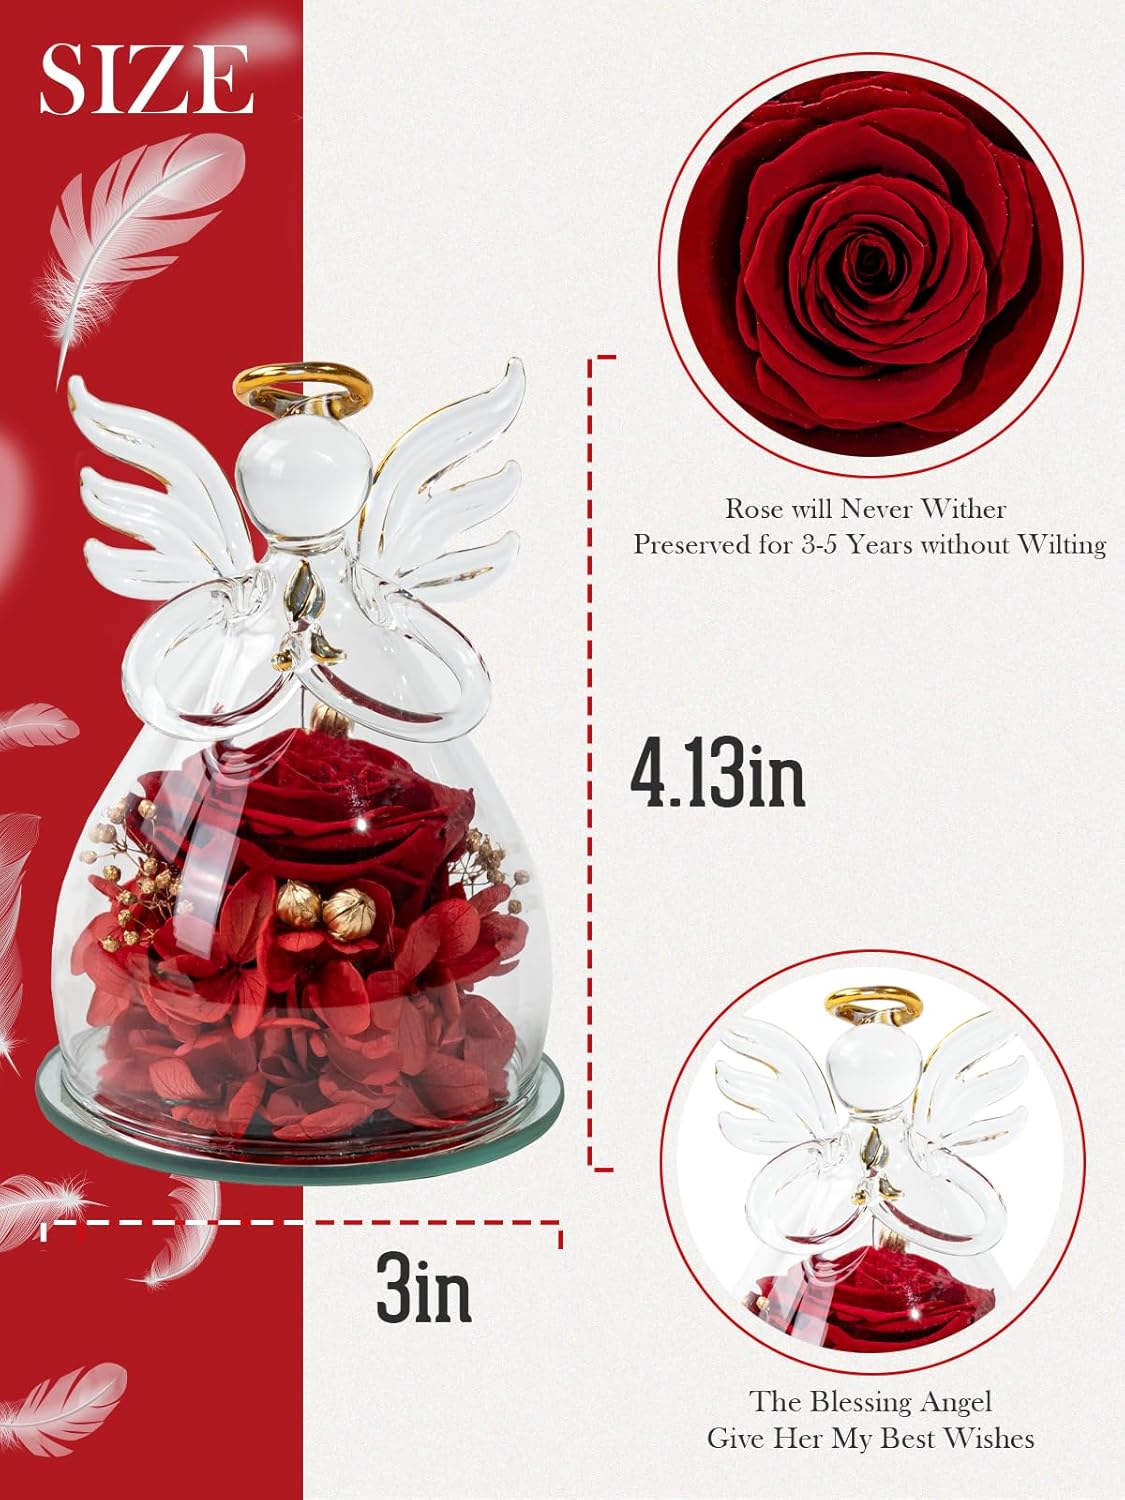 SIZE
Rose will Never Wither
Preserved for 3-5 Years without Wilting
4.13in
3in
The Blessing Angel
Give Her My Best Wishes